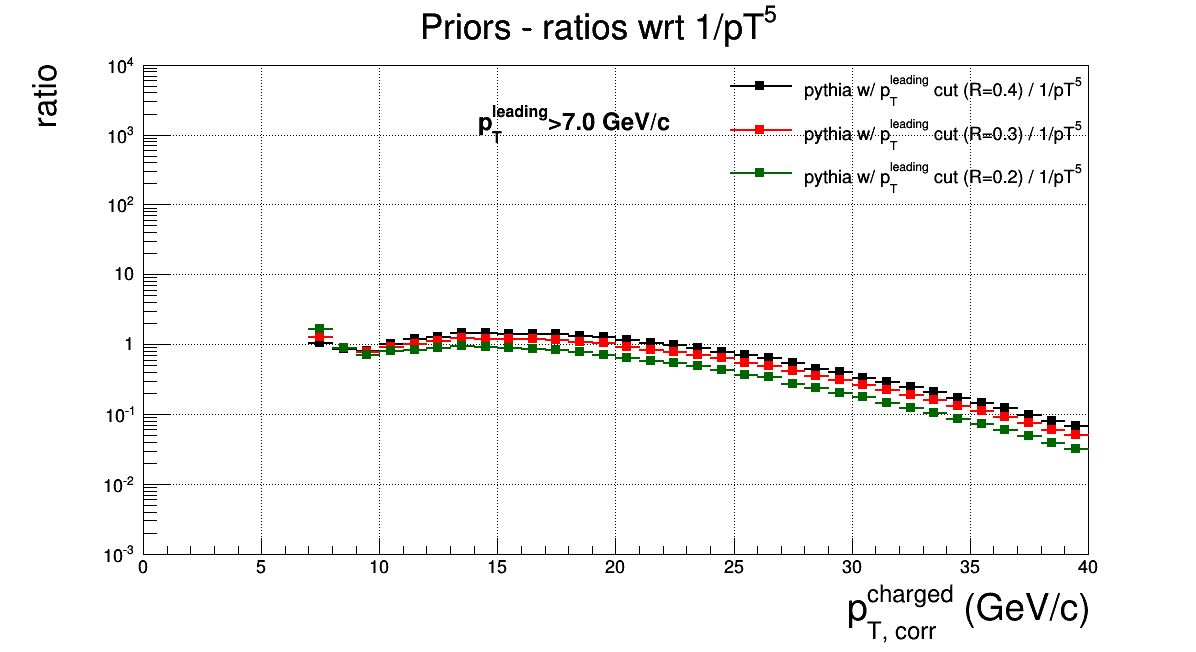 Priors - ratios wrt 1/pT^5
ratio
10^4
10^3
10^2
10
1
10^-1
10^-2
10^-3
p_T^leading>7.0 GeV/c
pythia w/ p_T^leading cut (R=0.4) / 1/pT^5
pythia w/ p_T^leading cut (R=0.3) / 1/pT^5
pythia w/ p_T^leading cut (R=0.2) / 1/pT^5
0 5 10 15 20 25 30 35 40
p_T, corr^charged (GeV/c)